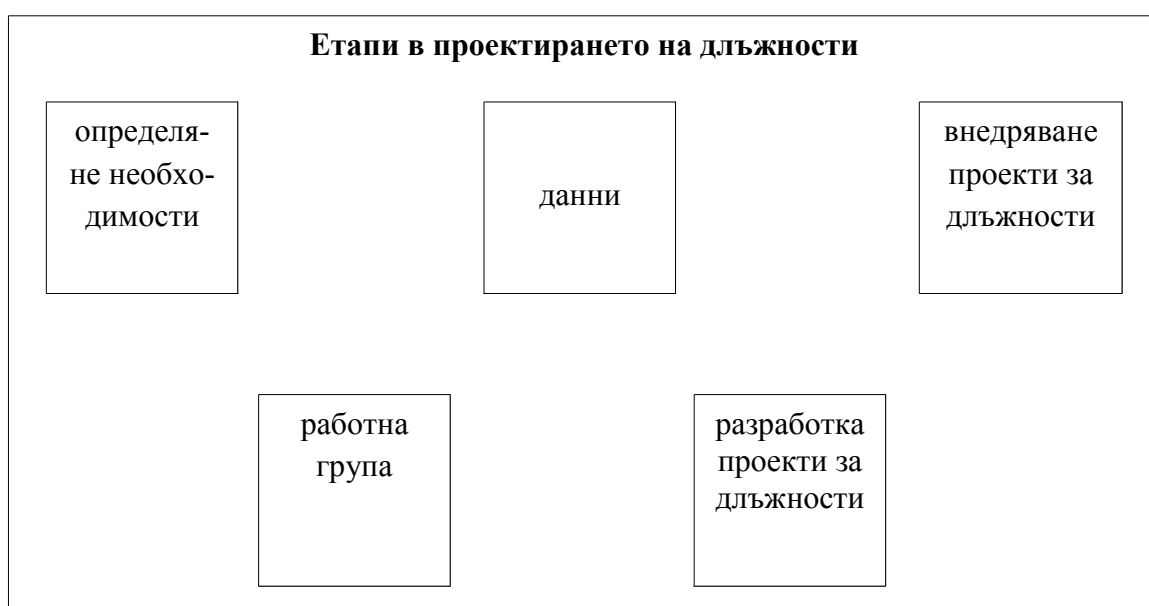 Етапи в проектирането на длъжности
определя-
не необхо-
димости
данни
внедряване
проекти за
длъжности
работна
група
разработка
проекти за
длъжности